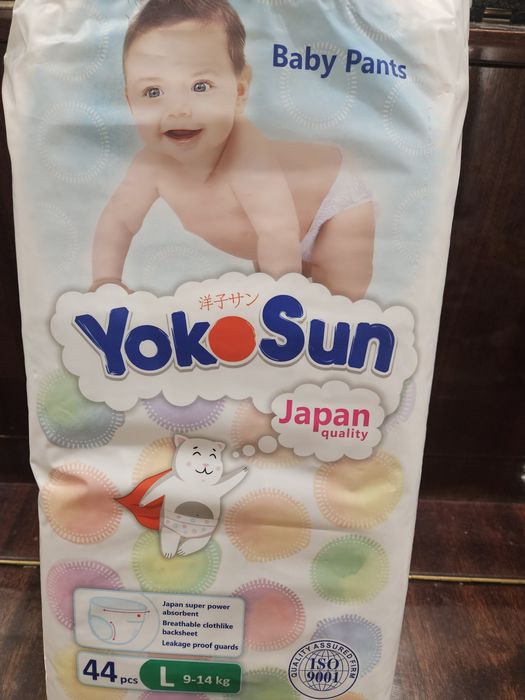 Baby Pants
洋子サン
YokoSun
Japan
quality
Japan super power
absorbent
Breathable clothlike
backsheet
Leakage proof guards
44 pcs
L 9-14 kg
QUALITY ASSURED FIRM
ISO
9001